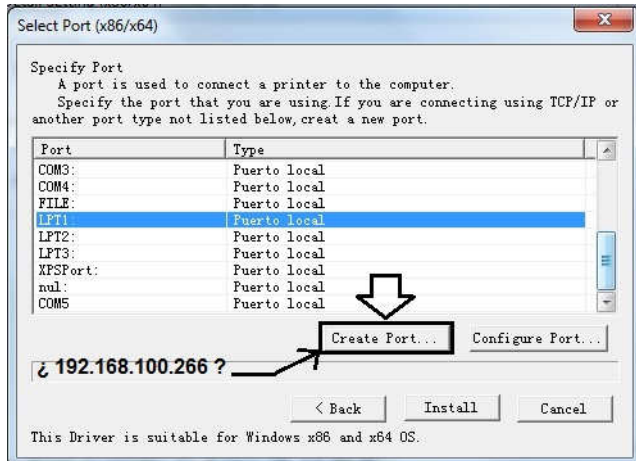 Select Port (x86/x64)
Specify Port
A port is used to connect a printer to the computer.
Specify the port that you are using.If you are connecting using TCP/IP or
another port type not listed below,creat a new port.
Port Type
COM3: Puerto local
COM4: Puerto local
FILE: Puerto local
LPT1: Puerto local
LPT2: Puerto local
LPT3: Puerto local
XPSPort: Puerto local
nul: Puerto local
COM5 Puerto local
Create Port... Configure Port...
¿ 192.168.100.266 ?
< Back Install Cancel
This Driver is suitable for Windows x86 and x64 OS.